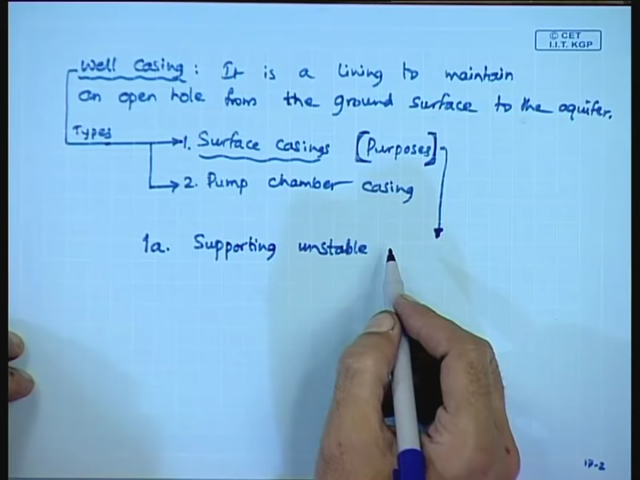 © CET
I.I.T. KGP
Well Casing : It is a lining to maintain
an open hole from the ground surface to the aquifer.
Types
1. Surface casings [Purposes]
2. Pump chamber casing
1a. Supporting unstable
17-2